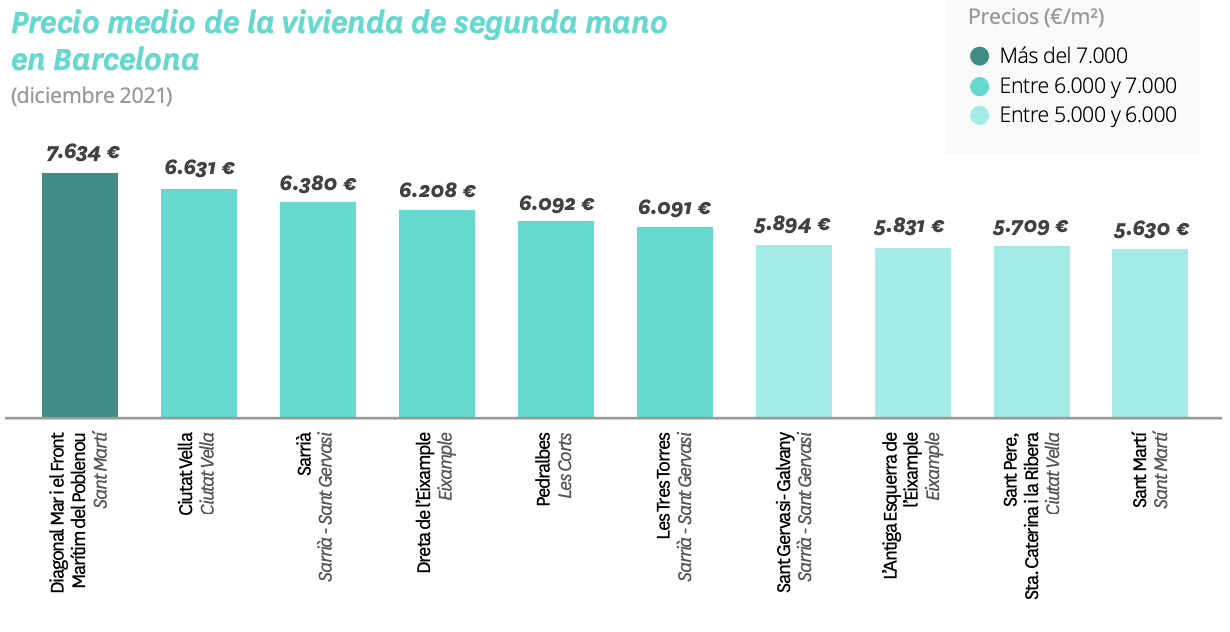 Precio medio de la vivienda de segunda mano
en Barcelona
(diciembre 2021)
Precios (€/m²)
Más del 7.000
Entre 6.000 y 7.000
Entre 5.000 y 6.000
7.634 €
6.631 €
6.380 €
6.208 €
6.092 €
6.091 €
5.894 €
5.831 €
5.709 €
5.630 €
Diagonal Mar i el Front
Marítim del Poblenou
Sant Martí
Ciutat Vella
Ciutat Vella
Sarrià
Sarrià - Sant Gervasi
Dreta de l'Eixample
Eixample
Pedralbes
Les Corts
Les Tres Torres
Sarrià - Sant Gervasi
Sant Gervasi - Galvany
Sarrià - Sant Gervasi
L'Antiga Esquerra de
l'Eixample
Eixample
Sant Pere,
Sta. Caterina i la Ribera
Ciutat Vella
Sant Martí
Sant Martí